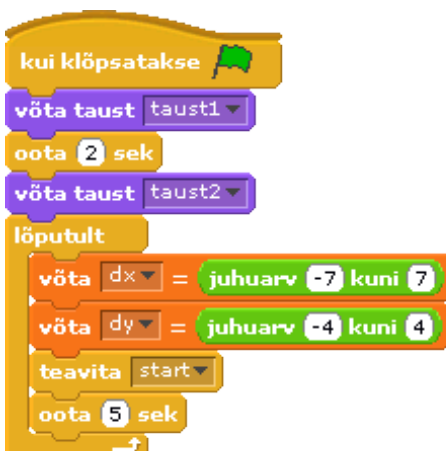 kui klõpsatakse
võta taust taust1
oota 2 sek
võta taust taust2
lõputult
võta dx = juhuarv -7 kuni 7
võta dy = juhuarv -4 kuni 4
teavita start
oota 5 sek